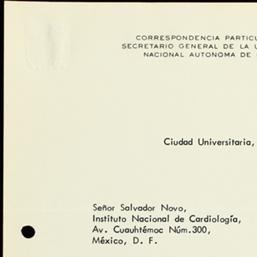 CORRESPONDENCIA
SECRETARIO GENERAL DE LA
NACIONAL AUTONOMA DE
Ciudad Universitaria,
Señor Salvador Novo,
Instituto Nacional de Cardiología,
Av. Cuauhtémoc Núm.300,
México, D. F.